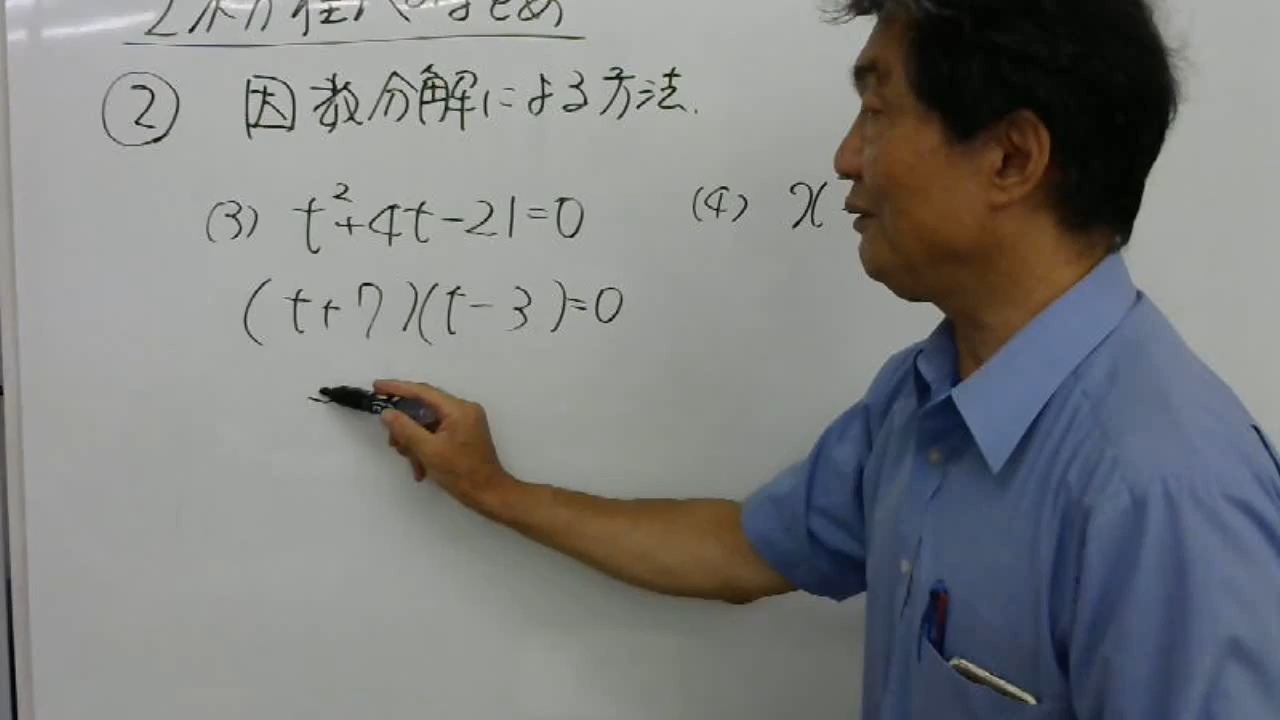 2次方程式のまとめ
② 因数分解による方法.
(3) t²+4t-21=0 (4) x
(t+7)(t-3)=0